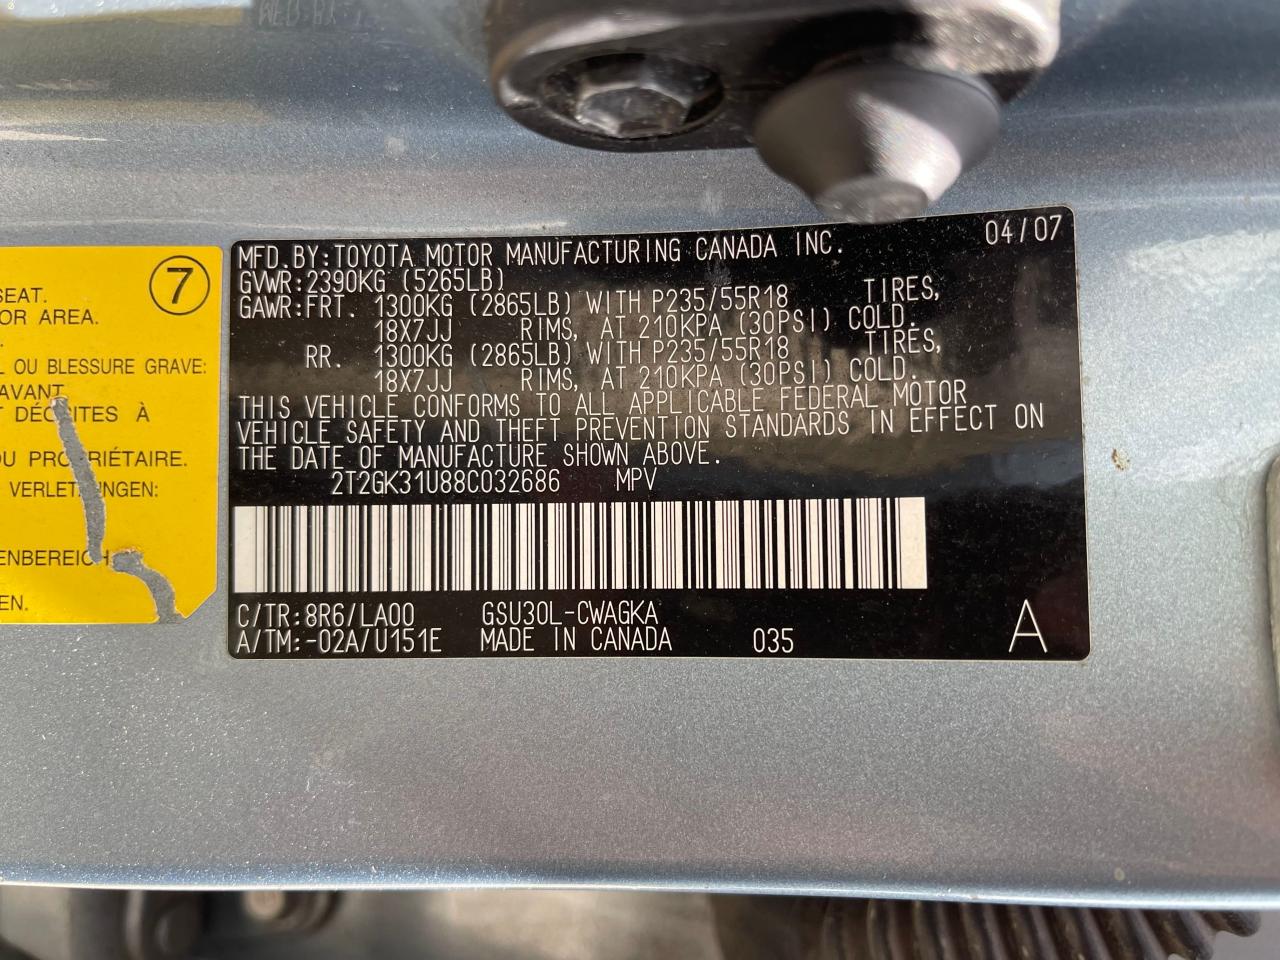 SEAT.
OR AREA.
OU BLESSURE GRAVE:
AVANT
DÉCRITES À
PROPRIÉTAIRE.
VERLETZUNGEN:
ENBEREICH
EN.
7
MFD.BY:TOYOTA MOTOR MANUFACTURING CANADA INC. 04/07
GVWR:2390KG (5265LB)
GAWR:FRT. 1300KG (2865LB) WITH P235/55R18 TIRES,
18X7JJ RIMS, AT 210KPA (30PSI) COLD.
RR. 1300KG (2865LB) WITH P235/55R18 TIRES,
18X7JJ RIMS, AT 210KPA (30PSI) COLD.
THIS VEHICLE CONFORMS TO ALL APPLICABLE FEDERAL MOTOR
VEHICLE SAFETY AND THEFT PREVENTION STANDARDS IN EFFECT ON
THE DATE OF MANUFACTURE SHOWN ABOVE.
2T2GK31U88C032686 MPV
C/TR:8R6/LA00 GSU30L-CWAGKA
A/TM:-02A/U151E MADE IN CANADA 035 A